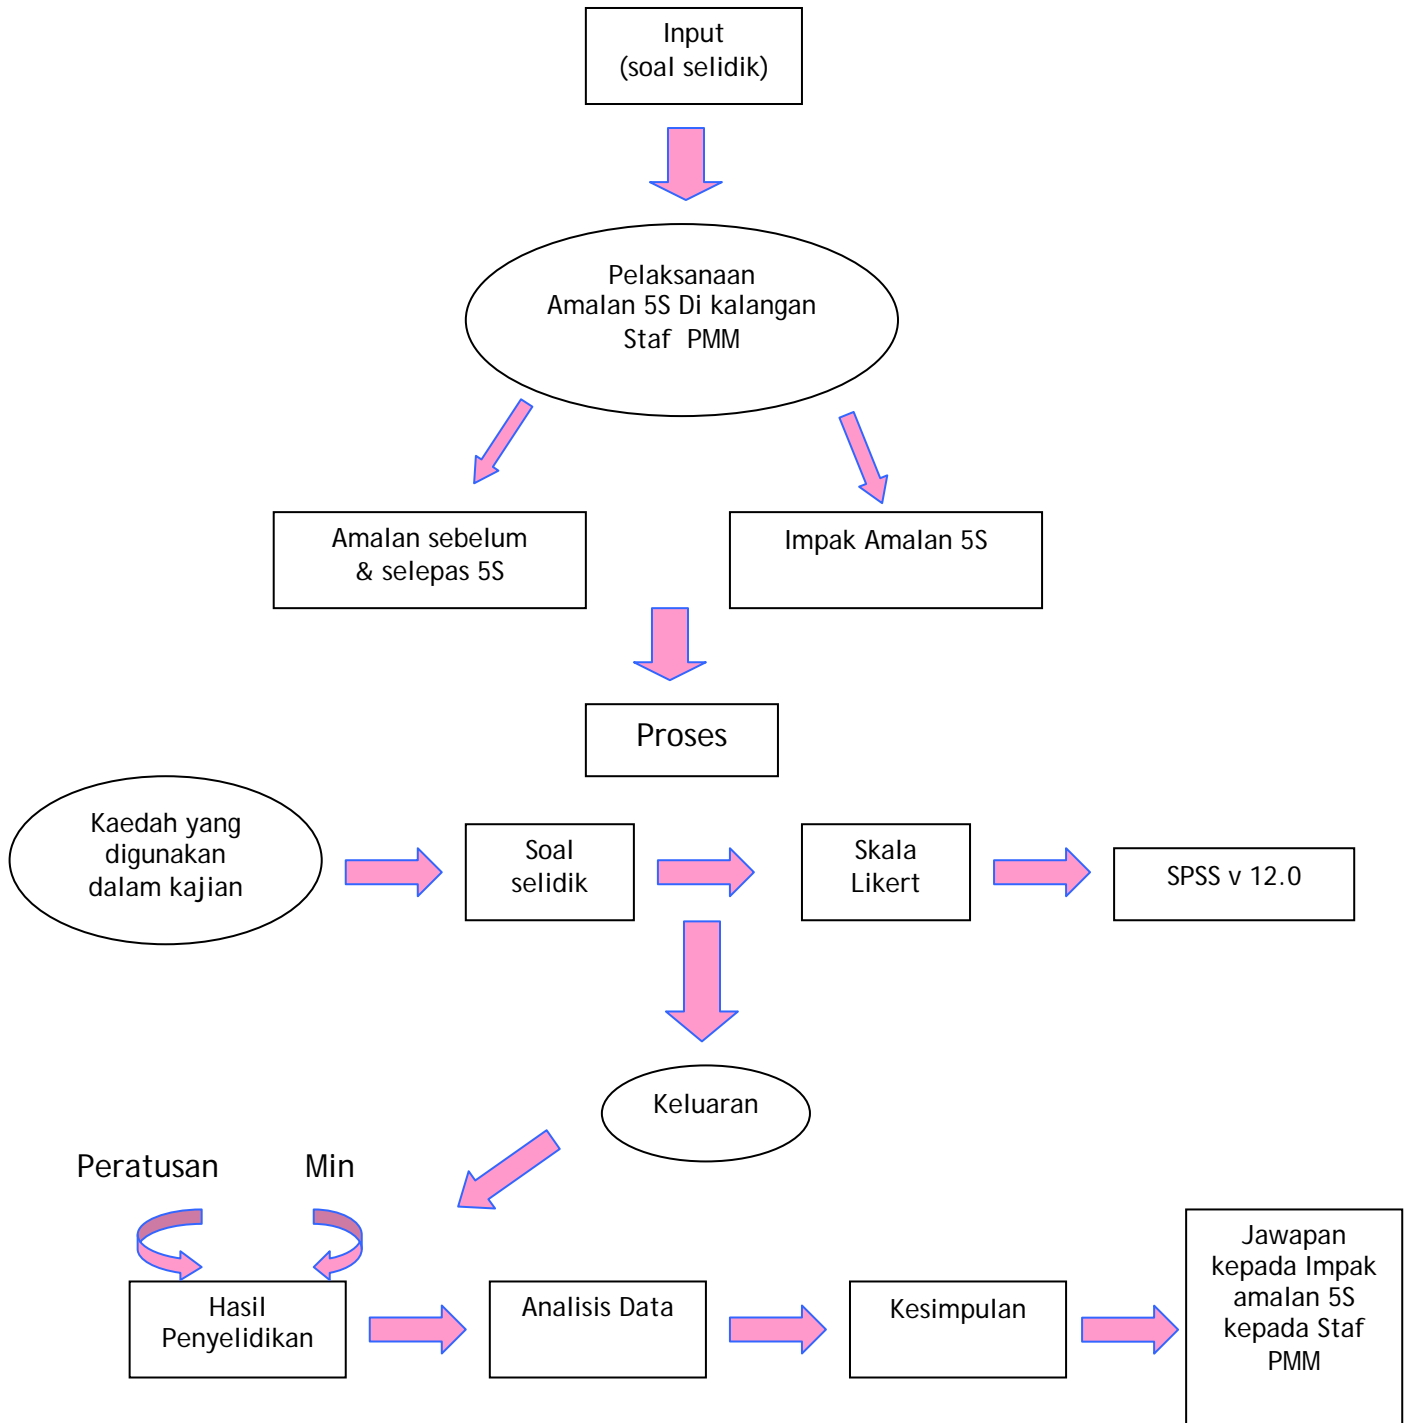 Input
(soal selidik)
Pelaksanaan
Amalan 5S Di kalangan
Staf PMM
Amalan sebelum
& selepas 5S
Impak Amalan 5S
Proses
Kaedah yang
digunakan
dalam kajian
Soal
selidik
Skala
Likert
SPSS v 12.0
Keluaran
Peratusan
Min
Hasil
Penyelidikan
Analisis Data
Kesimpulan
Jawapan
kepada Impak
amalan 5S
kepada Staf
PMM